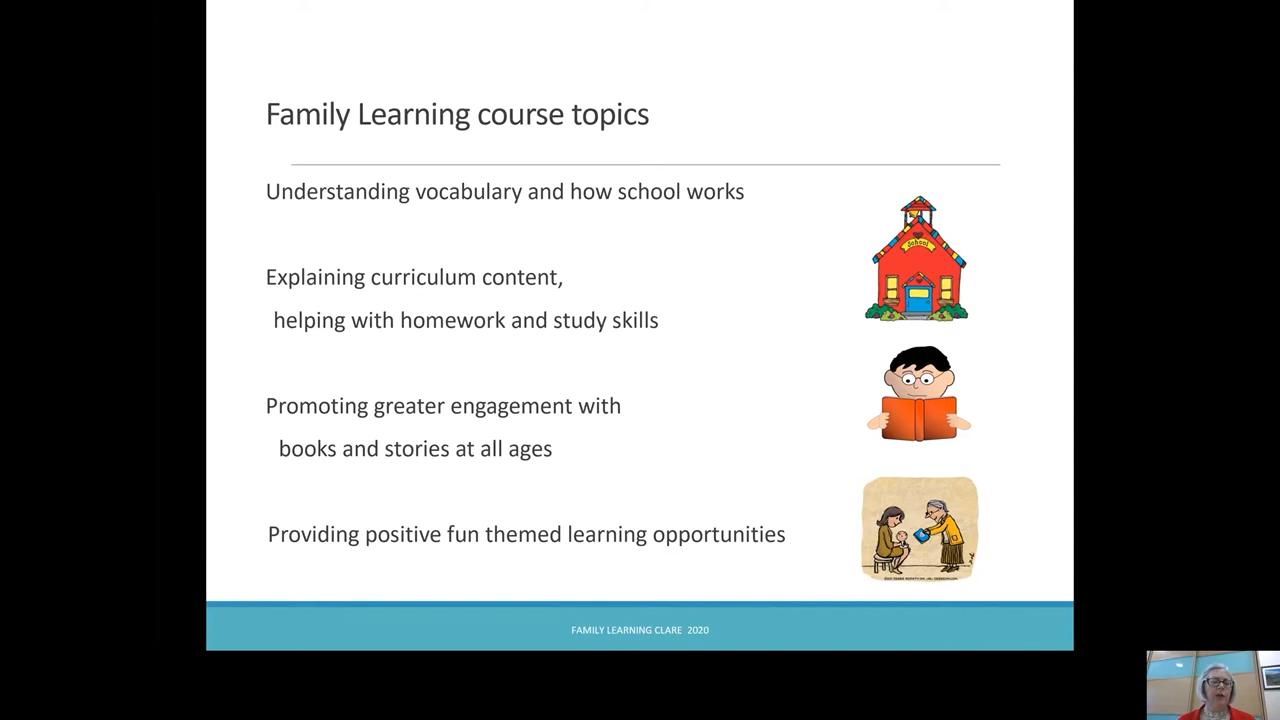 Family Learning course topics
Understanding vocabulary and how school works
School
Explaining curriculum content,
helping with homework and study skills
Promoting greater engagement with
books and stories at all ages
Providing positive fun themed learning opportunities
FAMILY LEARNING CLARE 2020